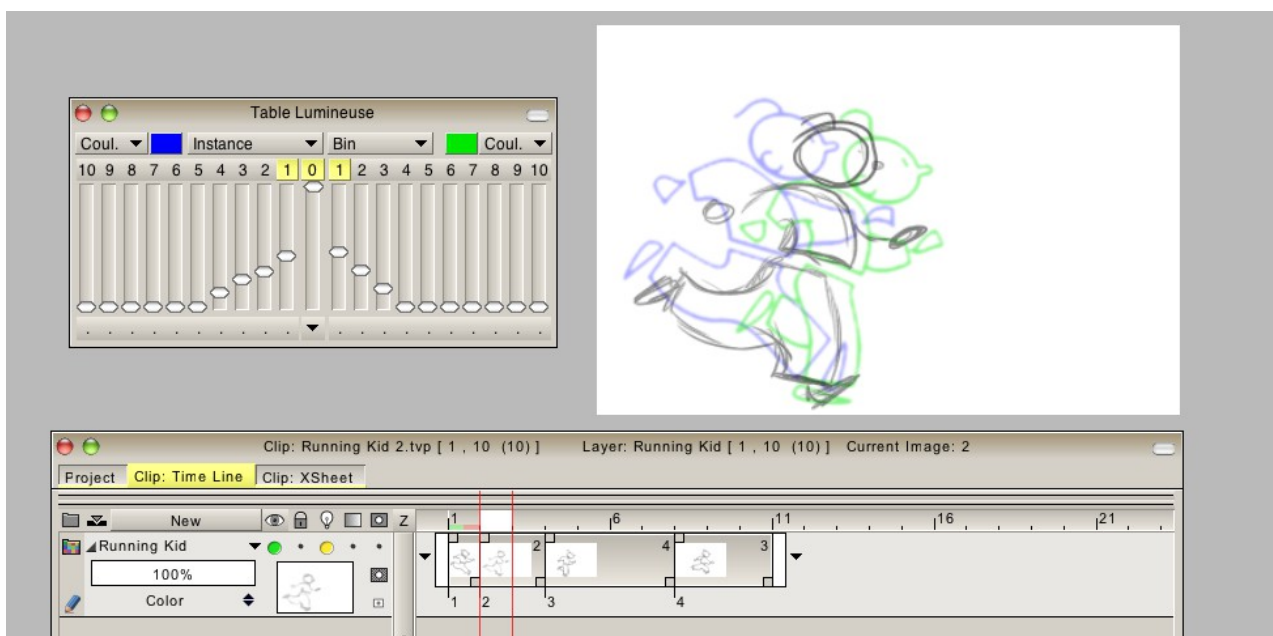 Table Lumineuse
Coul. Instance Bin Coul.
10 9 8 7 6 5 4 3 2 1 0 1 2 3 4 5 6 7 8 9 10
Clip: Running Kid 2.tvp [ 1 , 10 (10) ] Layer: Running Kid [ 1 , 10 (10) ] Current Image: 2
Project Clip: Time Line Clip: XSheet
New Z 1 6 11 16 21
Running Kid 2 4 3
100%
Color 1 2 3 4